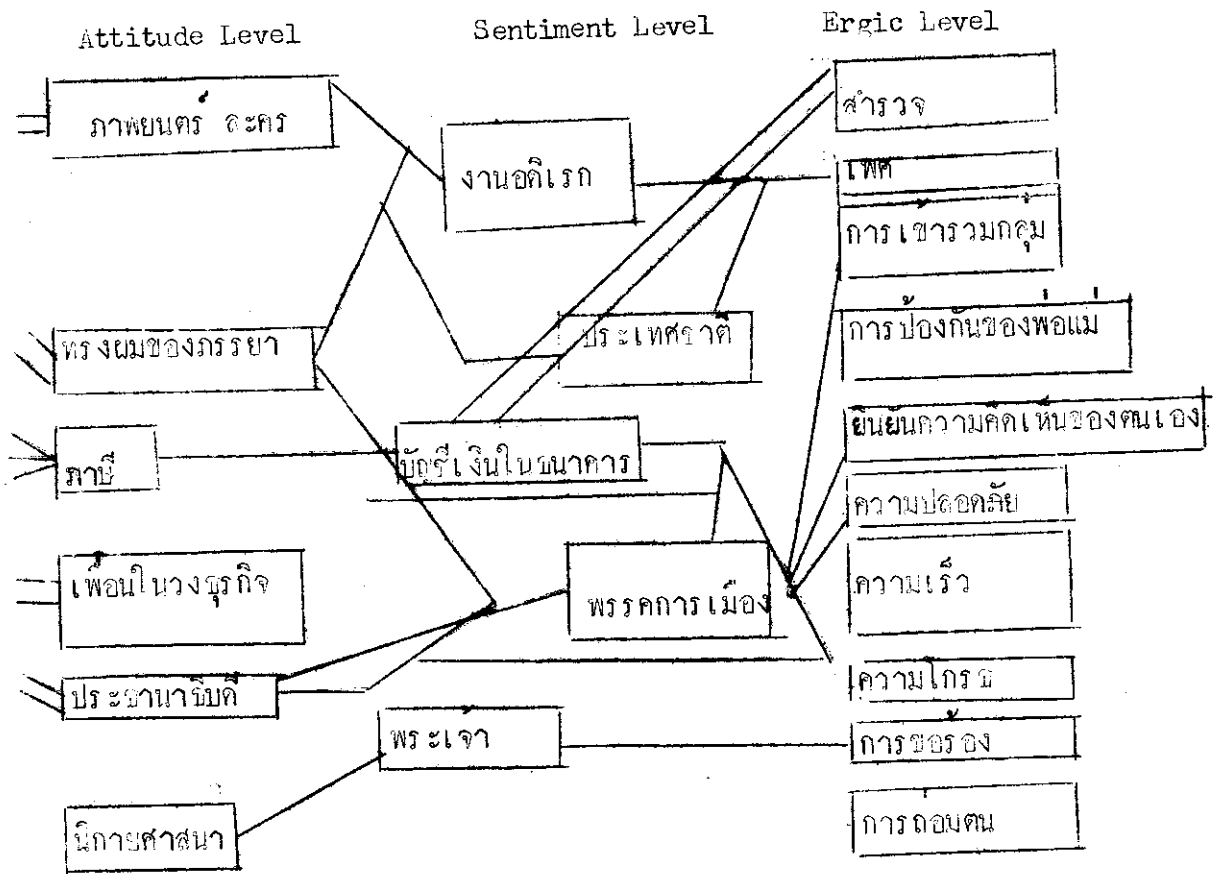 Attitude Level Sentiment Level Ergic Level
ภาพยนตร์ ละคร
งานอดิเรก
สำรวจ
เพศ
การเข้ารวมกลุ่ม
ทรงผมของภรรยา
ประเทศชาติ
การป้องกันของพ่อแม่
ภาษี
บัญชีเงินในธนาคาร
ยืนยันความคิดเห็นของตนเอง
ความปลอดภัย
เพื่อนในวงธุรกิจ
พรรคการเมือง
ความเร็ว
ประธานาธิบดี
ความโกรธ
พระเจ้า
การขอร้อง
นิกายศาสนา
การถ่อมตน